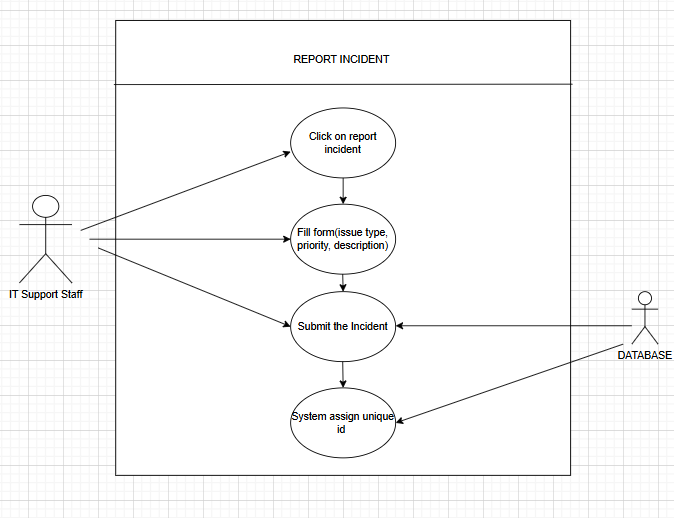 REPORT INCIDENT
Click on report
incident
Fill form(issue type,
priority, description)
IT Support Staff
Submit the Incident
DATABASE
System assign unique
id